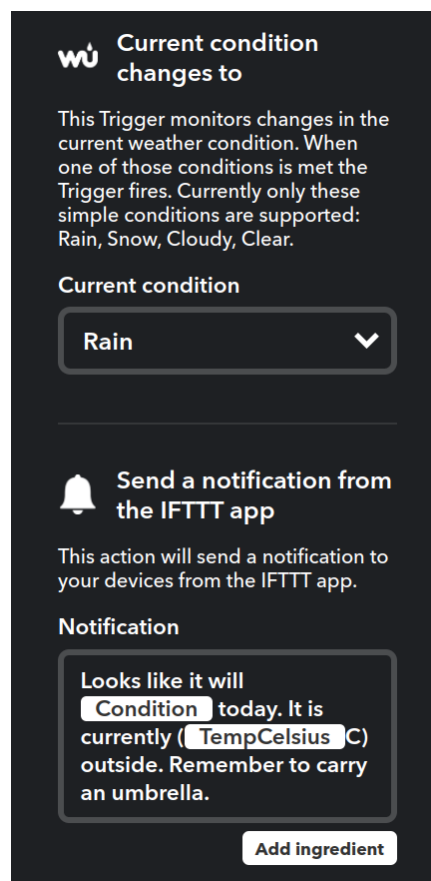 wu
Current condition
changes to
This Trigger monitors changes in the
current weather condition. When
one of those conditions is met the
Trigger fires. Currently only these
simple conditions are supported:
Rain, Snow, Cloudy, Clear.
Current condition
Rain
Send a notification from
the IFTTT app
This action will send a notification to
your devices from the IFTTT app.
Notification
Looks like it will
Condition today. It is
currently ( TempCelsius C)
outside. Remember to carry
an umbrella.
Add ingredient